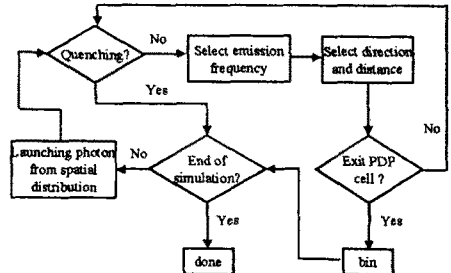 Quenching?
No
Select emission
frequency
Select direction
and distance
Yes
No
Launching photon
from spatial
distribution
No
End of
simulation?
Exit PDP
cell ?
Yes
Yes
done
bin